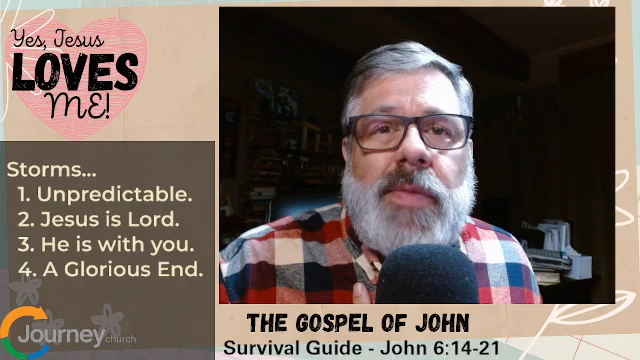 Yes, Jesus
LOVES
ME!
Storms...
1. Unpredictable.
2. Jesus is Lord.
3. He is with you.
4. A Glorious End.
Journey church
THE GOSPEL OF JOHN
Survival Guide - John 6:14-21